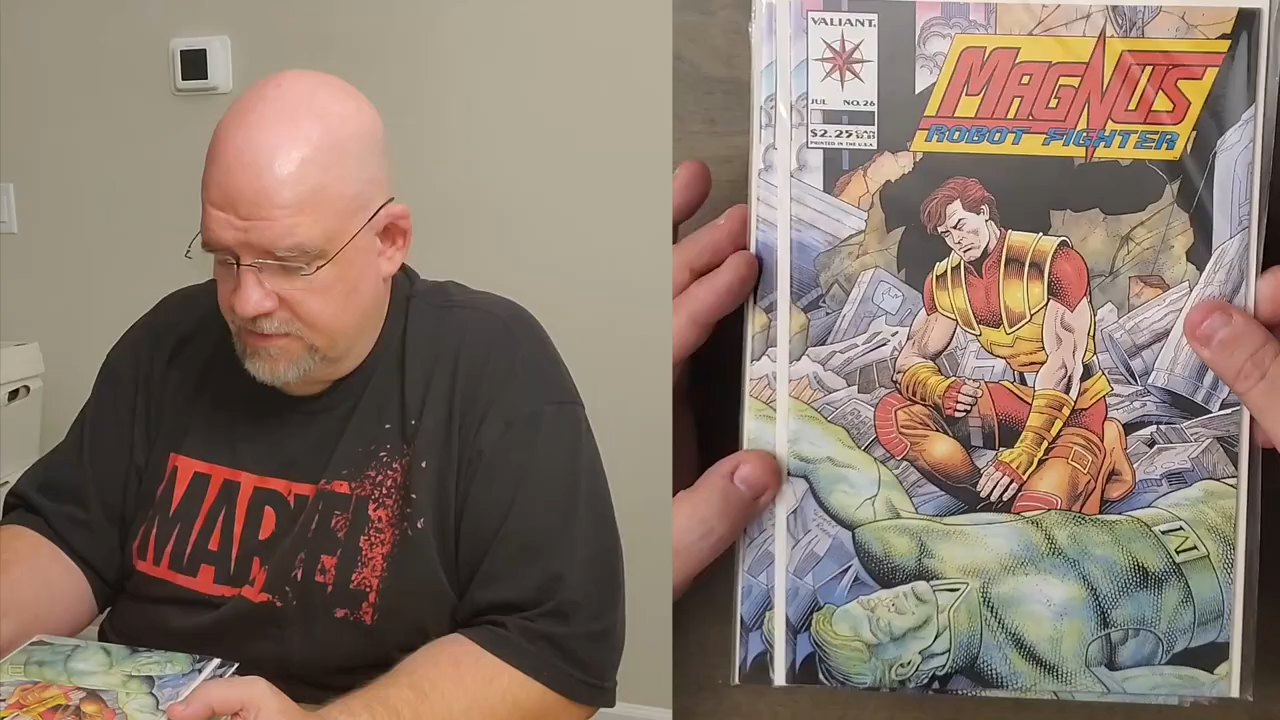 MARVEL
VALIANT
JUL NO. 26
$2.25 CAN
PRINTED IN THE U.S.A.
MAGNUS
ROBOT FIGHTER
M